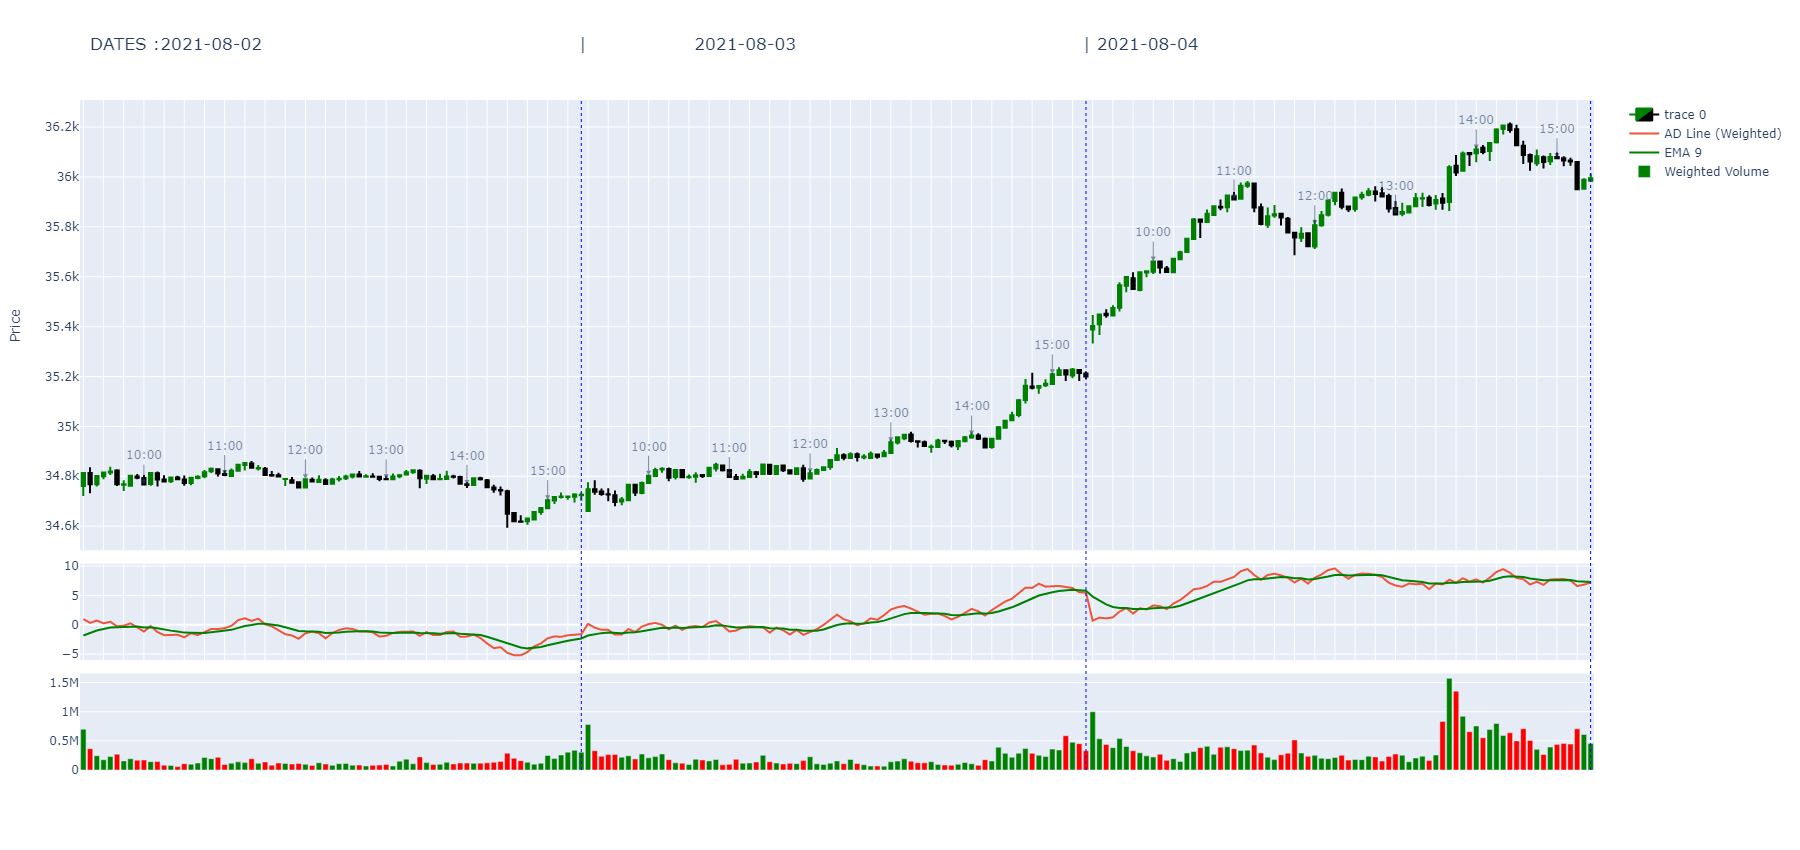 DATES :2021-08-02 | 2021-08-03 | 2021-08-04
trace 0
AD Line (Weighted)
EMA 9
Weighted Volume
Price
36.2k
36k
35.8k
35.6k
35.4k
35.2k
35k
34.8k
34.6k
10:00 11:00 12:00 13:00 14:00 15:00
10:00 11:00 12:00 13:00 14:00 15:00
10:00 11:00 12:00 13:00 14:00 15:00
10
5
0
−5
1.5M
1M
0.5M
0